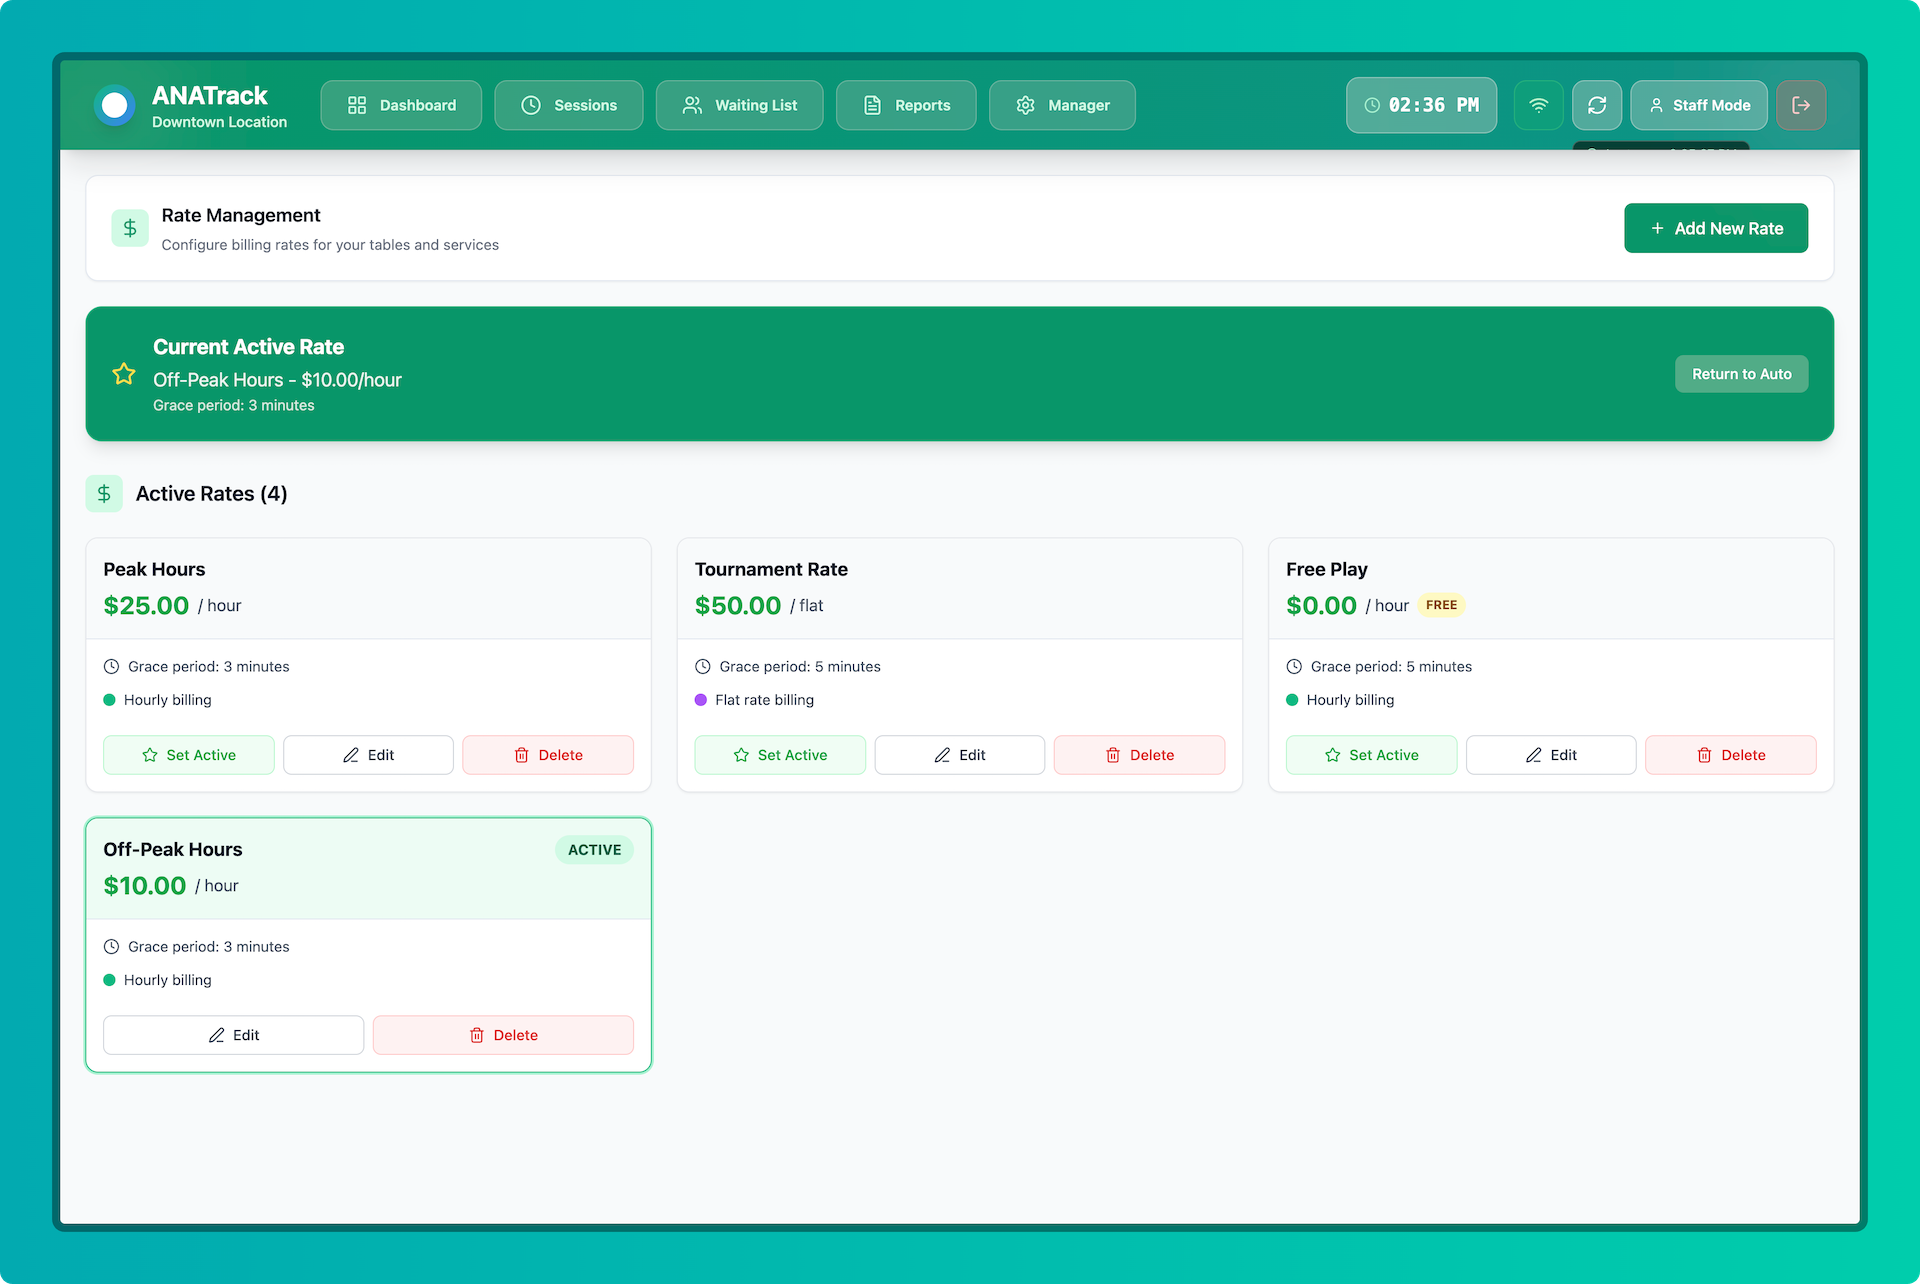 ANATrack
Downtown Location
Dashboard
Sessions
Waiting List
Reports
Manager
02:36 PM
Staff Mode
Rate Management
Configure billing rates for your tables and services
+ Add New Rate
Current Active Rate
Off-Peak Hours - $10.00/hour
Grace period: 3 minutes
Return to Auto
$ Active Rates (4)
Peak Hours
$25.00 / hour
Grace period: 3 minutes
Hourly billing
Set Active
Edit
Delete
Tournament Rate
$50.00 / flat
Grace period: 5 minutes
Flat rate billing
Set Active
Edit
Delete
Free Play
$0.00 / hour FREE
Grace period: 5 minutes
Hourly billing
Set Active
Edit
Delete
Off-Peak Hours
ACTIVE
$10.00 / hour
Grace period: 3 minutes
Hourly billing
Edit
Delete